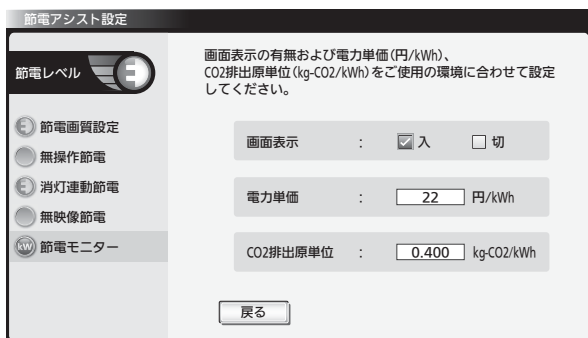 節電アシスト設定
節電レベル
画面表示の有無および電力単価(円/kWh)、
CO2排出原単位(kg-CO2/kWh)をご使用の環境に合わせて設定
してください。
節電画質設定
無操作節電
消灯連動節電
無映像節電
kW 節電モニター
画面表示 : 入 切
電力単価 : 22 円/kWh
CO2排出原単位 : 0.400 kg-CO2/kWh
戻る